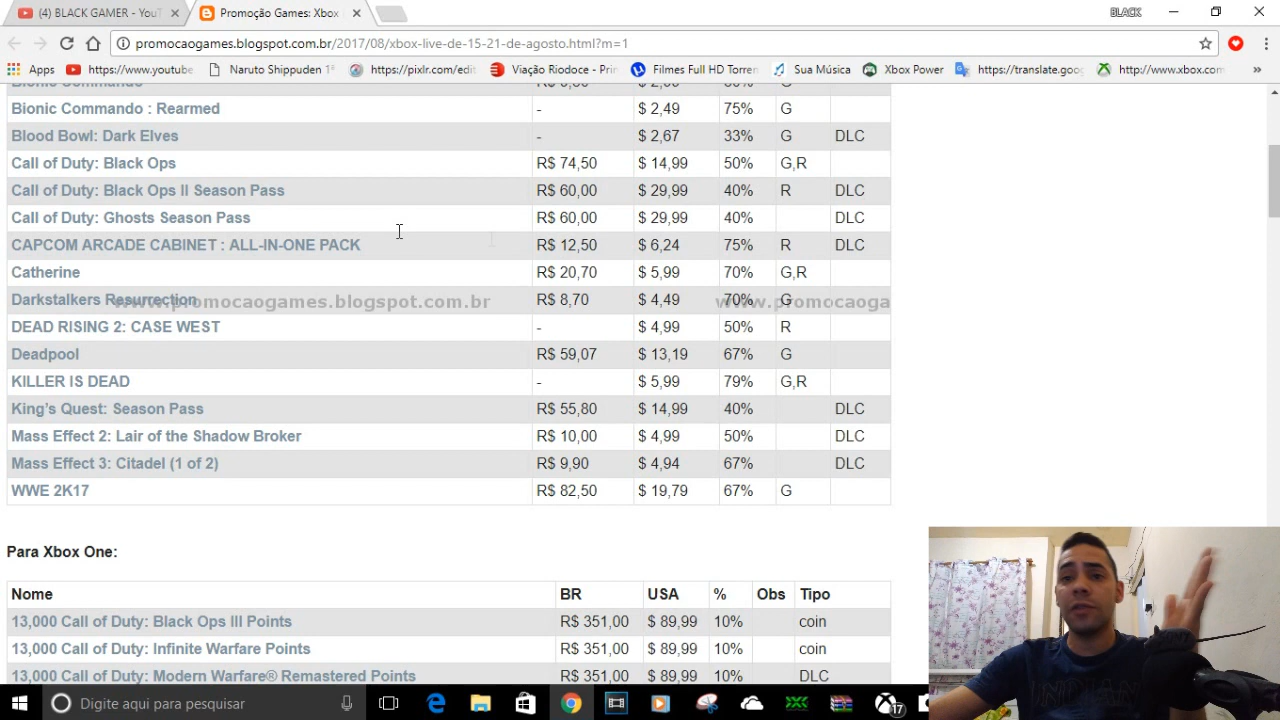 (4) BLACK GAMER - YouT
Promoção Games: Xbox
BLACK
promocaogames.blogspot.com.br/2017/08/xbox-live-de-15-21-de-agosto.html?m=1
Apps https://www.youtube Naruto Shippuden 1ª https://pixlr.com/edit Viação Riodoce - Prin Filmes Full HD Torren Sua Música Xbox Power https://translate.goog http://www.xbox.com »
Bionic Commando
Bionic Commando : Rearmed - $ 2,49 75% G
Blood Bowl: Dark Elves - $ 2,67 33% G DLC
Call of Duty: Black Ops R$ 74,50 $ 14,99 50% G,R
Call of Duty: Black Ops II Season Pass R$ 60,00 $ 29,99 40% R DLC
Call of Duty: Ghosts Season Pass R$ 60,00 $ 29,99 40% DLC
CAPCOM ARCADE CABINET : ALL-IN-ONE PACK R$ 12,50 $ 6,24 75% R DLC
Catherine R$ 20,70 $ 5,99 70% G,R
Darkstalkers Resurrection R$ 8,70 $ 4,49 70% G
www.promocaogames.blogspot.com.br www.promocaoga
DEAD RISING 2: CASE WEST - $ 4,99 50% R
Deadpool R$ 59,07 $ 13,19 67% G
KILLER IS DEAD - $ 5,99 79% G,R
King’s Quest: Season Pass R$ 55,80 $ 14,99 40% DLC
Mass Effect 2: Lair of the Shadow Broker R$ 10,00 $ 4,99 50% DLC
Mass Effect 3: Citadel (1 of 2) R$ 9,90 $ 4,94 67% DLC
WWE 2K17 R$ 82,50 $ 19,79 67% G
Para Xbox One:
Nome BR USA % Obs Tipo
13,000 Call of Duty: Black Ops III Points R$ 351,00 $ 89,99 10% coin
13,000 Call of Duty: Infinite Warfare Points R$ 351,00 $ 89,99 10% coin
13,000 Call of Duty: Modern Warfare® Remastered Points R$ 351,00 $ 89,99 10% DLC
Digite aqui para pesquisar
17